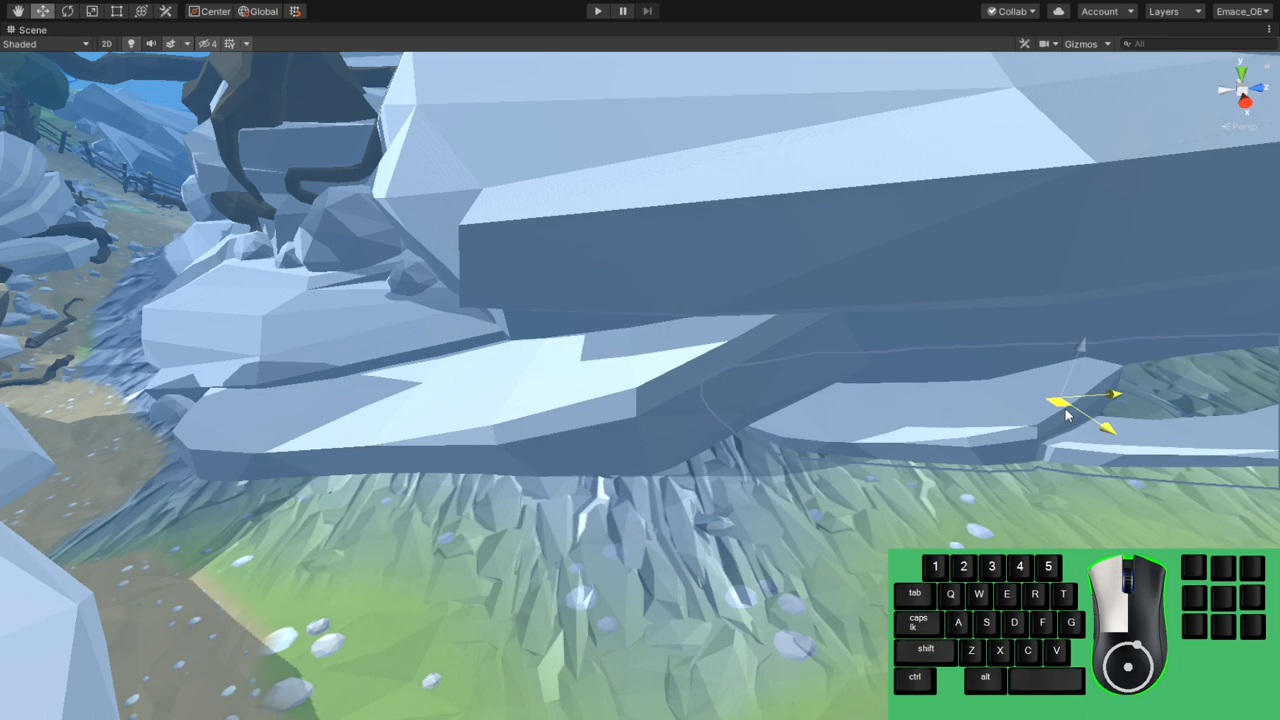 Center Global Collab Account Layers Emace_OE
Scene
Shaded 2D 4 Gizmos All
y
z
x
Persp
1 2 3 4 5
tab Q W E R T
caps lk A S D F G
shift Z X C V
ctrl alt